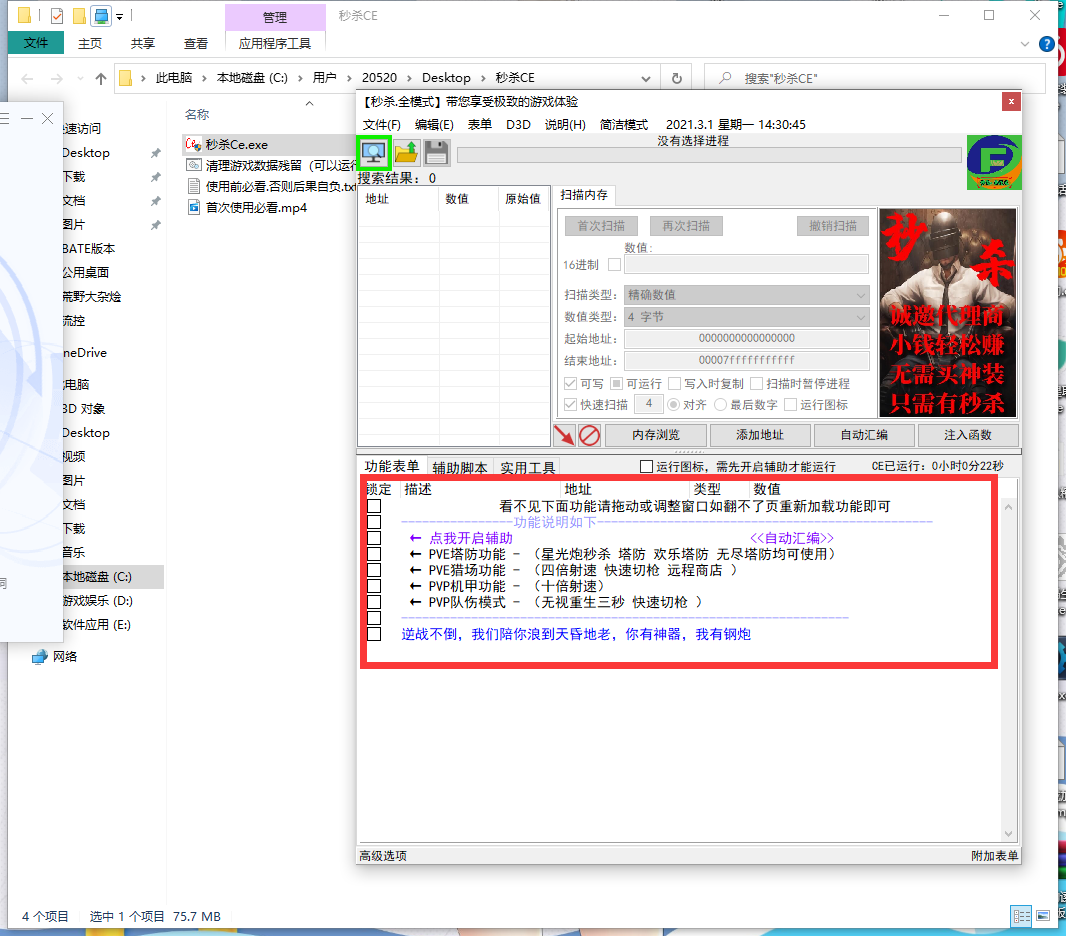 管理
秒杀CE
文件
主页
共享
查看
应用程序工具
此电脑 › 本地磁盘 (C:) › 用户 › 20520 › Desktop › 秒杀CE
搜索"秒杀CE"
速访问
Desktop
下载
文档
图片
BATE版本
公用桌面
荒野大杂烩
流控
neDrive
电脑
3D 对象
Desktop
视频
图片
文档
下载
音乐
本地磁盘 (C:)
游戏娱乐 (D:)
软件应用 (E:)
网络
名称
秒杀Ce.exe
清理游戏数据残留（可以运行
使用前必看.否则后果自负.txt
首次使用必看.mp4
4 个项目
选中 1 个项目 75.7 MB
【秒杀.全模式】带您享受极致的游戏体验
文件(F) 编辑(E) 表单 D3D 说明(H) 简洁模式 2021.3.1 星期一 14:30:45
没有选择进程
搜索结果: 0
地址 数值 原始值
扫描内存
首次扫描 再次扫描 撤销扫描
数值:
16进制
扫描类型: 精确数值
数值类型: 4 字节
起始地址: 0000000000000000
结束地址: 00007fffffffffff
可写 可运行 写入时复制 扫描时暂停进程
快速扫描 4 对齐 最后数字 运行图标
秒杀
诚邀代理商
小钱轻松赚
无需买神装
只需有秒杀
内存浏览 添加地址 自动汇编 注入函数
功能表单 辅助脚本 实用工具
运行图标, 需先开启辅助才能运行
CE已运行: 0小时0分22秒
锁定 描述 地址 类型 数值
看不见下面功能请拖动或调整窗口如翻不了页重新加载功能即可
--------------功能说明如下--------------
← 点我开启辅助 <<自动汇编>>
← PVE塔防功能 - （星光炮秒杀 塔防 欢乐塔防 无尽塔防均可使用）
← PVE猎场功能 - （四倍射速 快速切枪 远程商店 ）
← PVP机甲功能 - （十倍射速）
← PVP队伤模式 - （无视重生三秒 快速切枪 ）
逆战不倒, 我们陪你浪到天昏地老, 你有神器, 我有钢炮
高级选项
附加表单